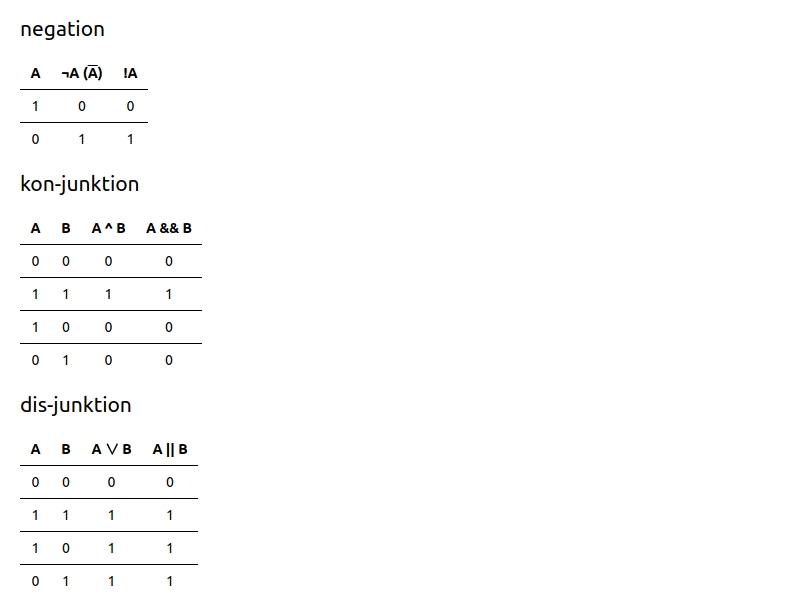 negation
A ¬A (A̅) !A
1 0 0
0 1 1
kon-junktion
A B A ^ B A && B
0 0 0 0
1 1 1 1
1 0 0 0
0 1 0 0
dis-junktion
A B A ∨ B A || B
0 0 0 0
1 1 1 1
1 0 1 1
0 1 1 1